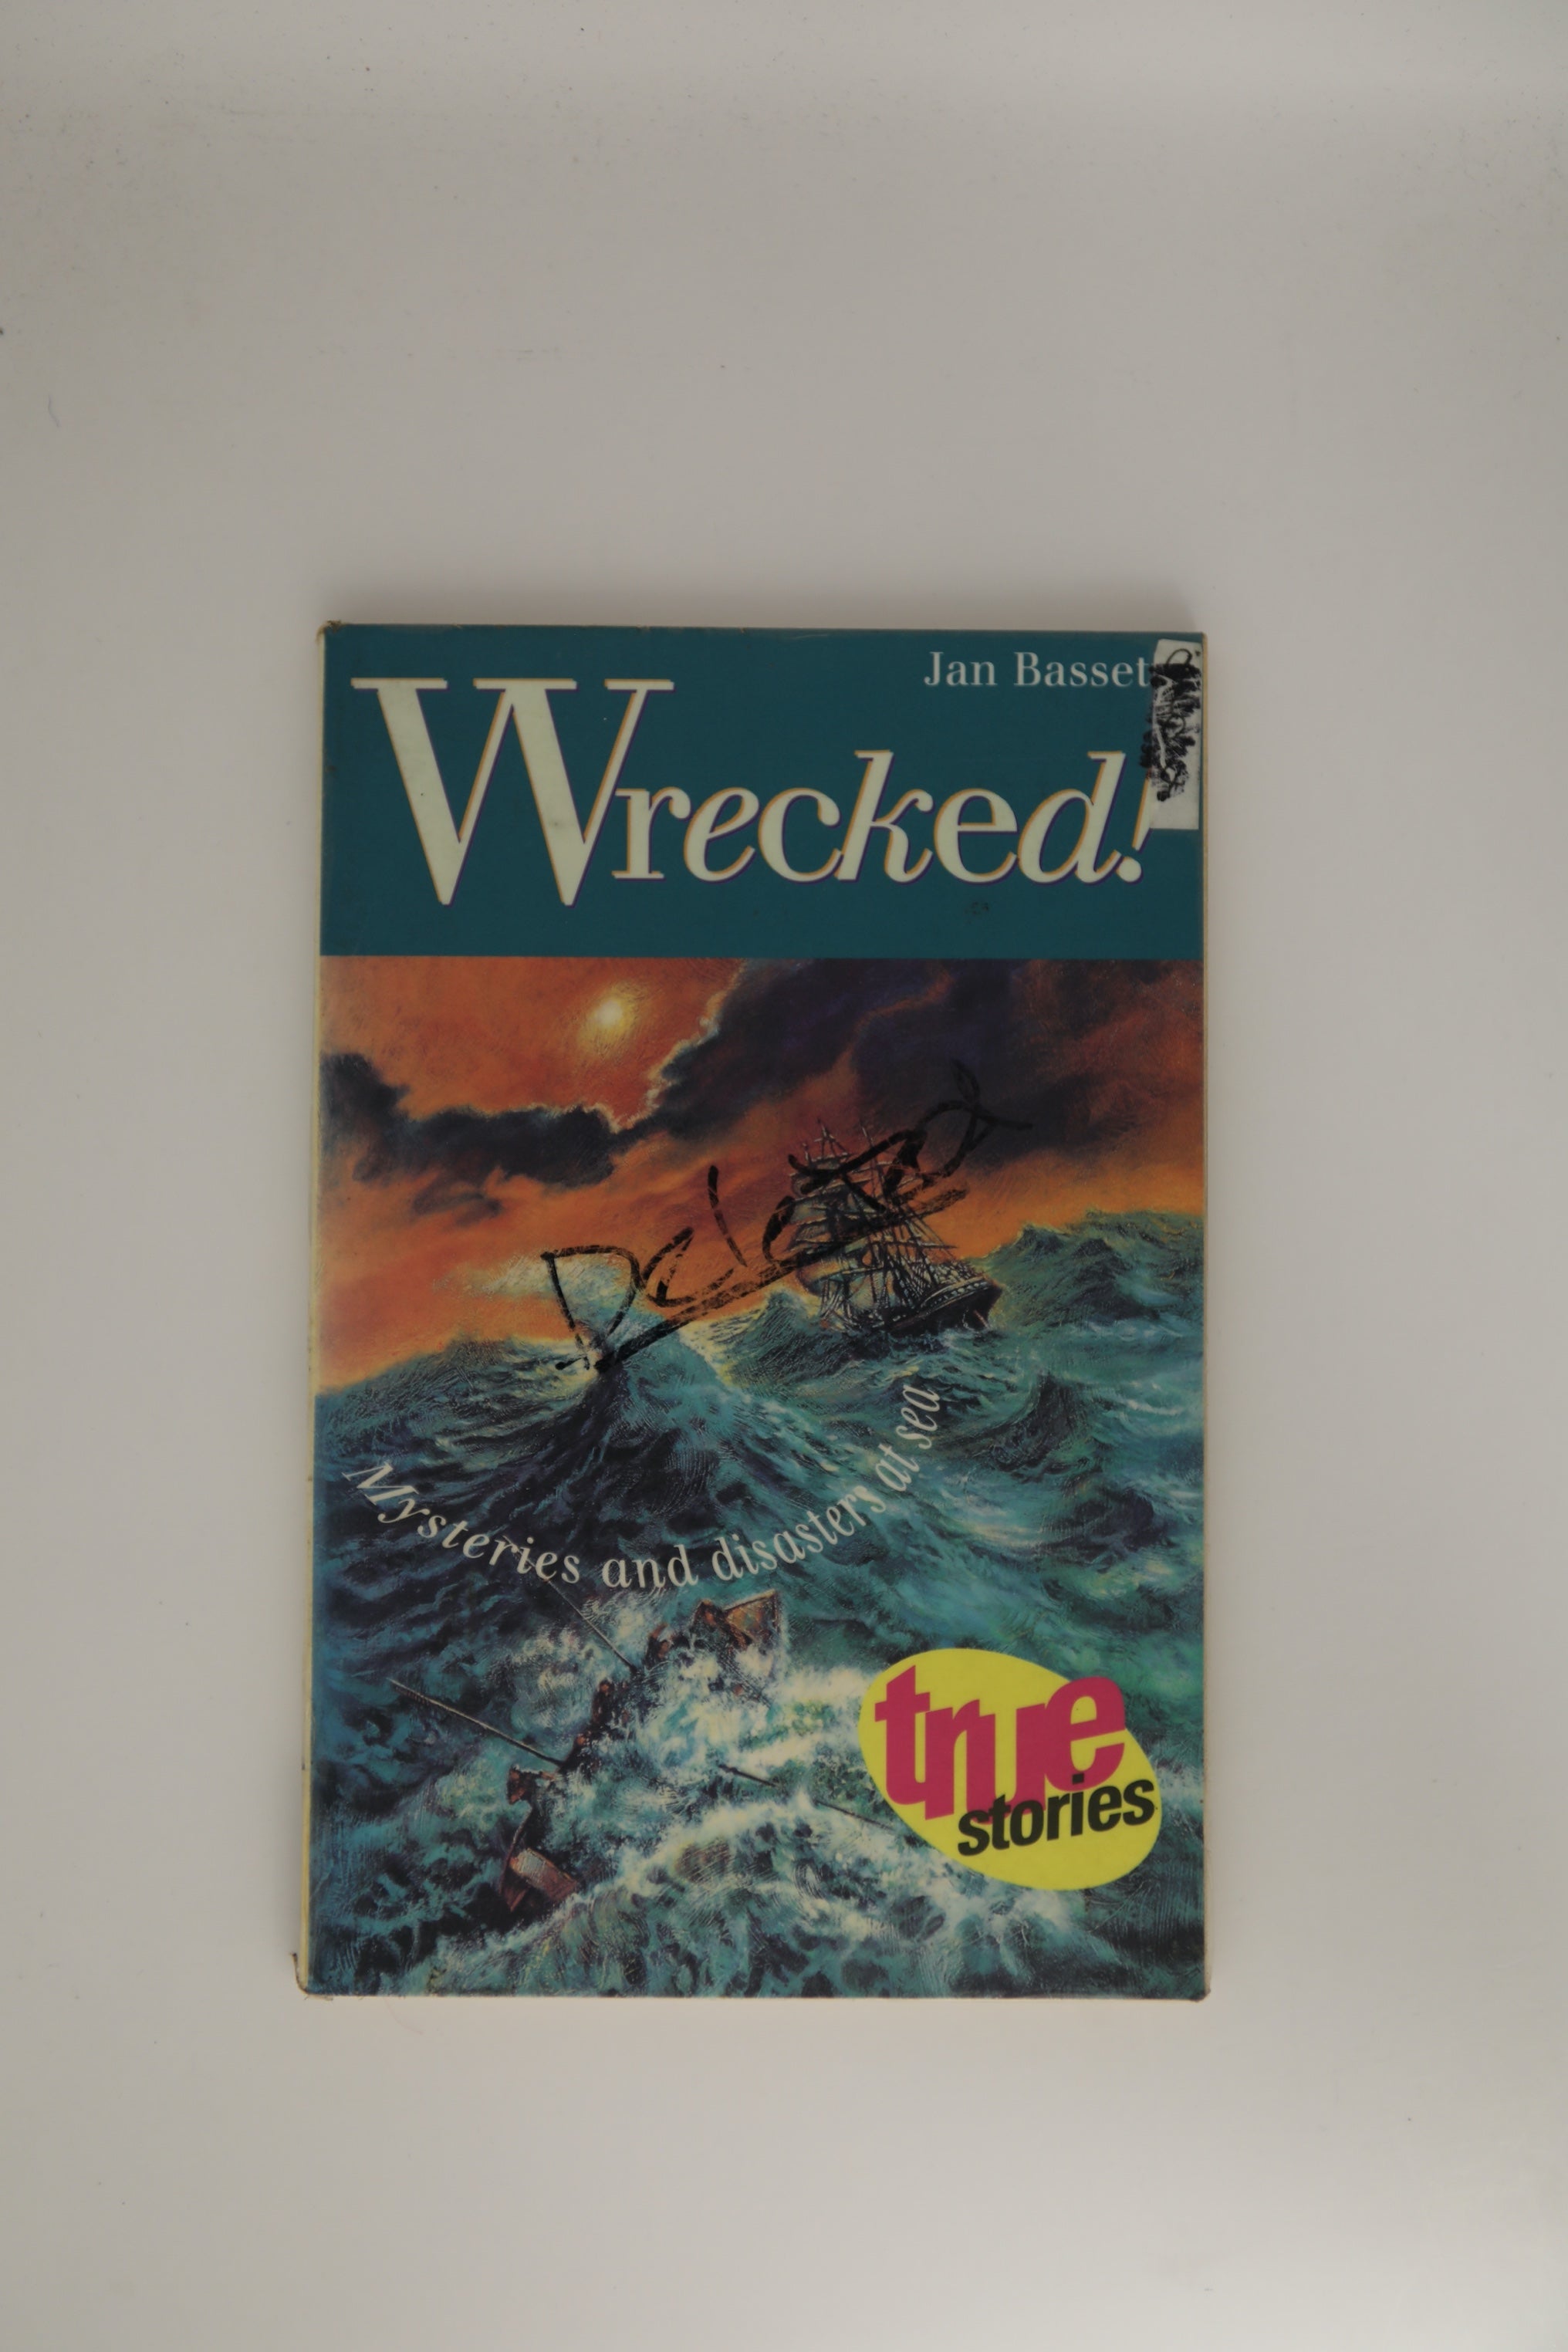 Jan Basset
Wrecked!
Deleted
Mysteries and disasters at sea
true
stories